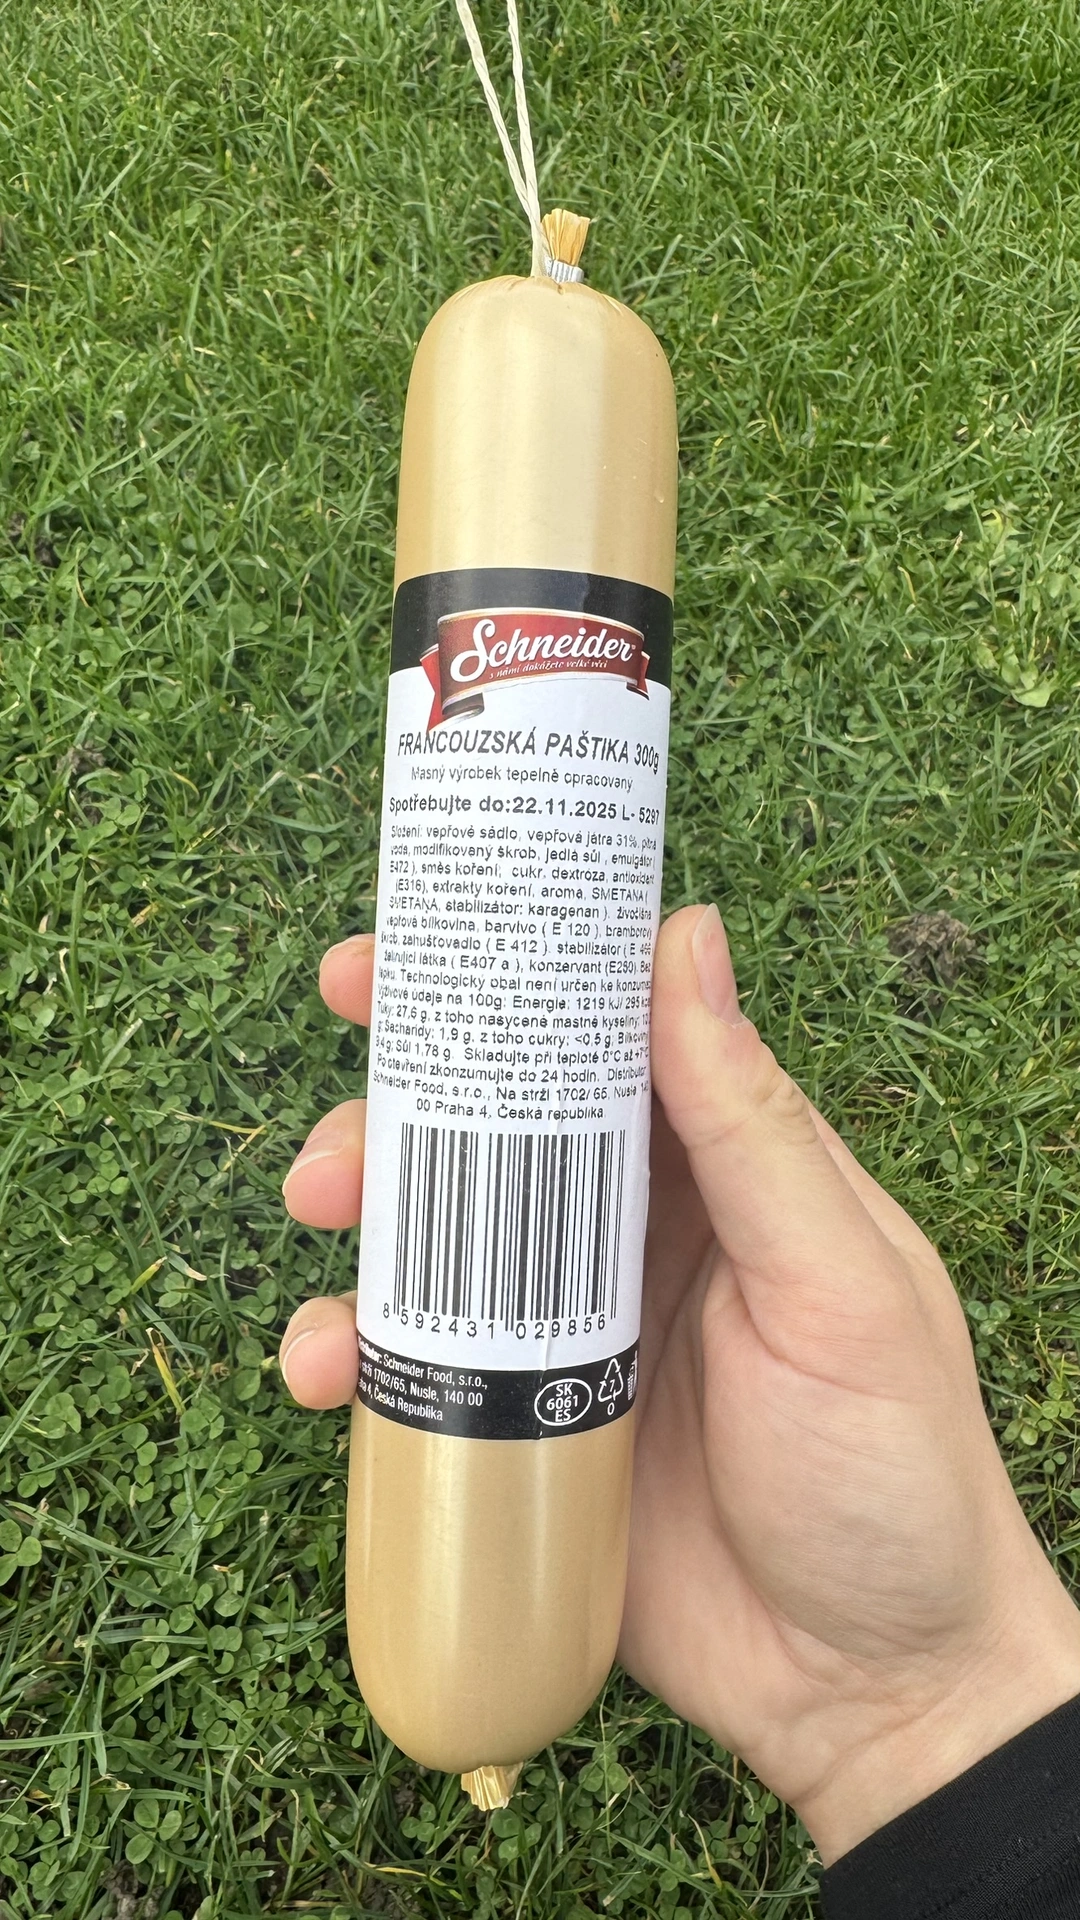 Schneider
s námi dokážete velké věci
FRANCOUZSKÁ PAŠTIKA 300g
Masný výrobek tepelně opracovaný
Spotřebujte do:22.11.2025 L- 5297
Složení: vepřové sádlo, vepřová játra 31%, pitná
voda, modifikovaný škrob, jedlá sůl , emulgátor (
E472 ), směs koření; cukr, dextróza, antioxidant
(E316), extrakty koření, aroma, SMETANA (
SMETANA, stabilizátor: karagenan ), živočišná
vepřová bílkovina, barvivo ( E 120 ), bramborový
škrob, zahušťovadlo ( E 412 ), stabilizátor ( E
želírující látka ( E407 a ), konzervant (E250). Bez
lepku. Technologický obal není určen ke konzumaci.
Výživové údaje na 100g: Energie: 1219 kJ/ 295 kcal
Tuky: 27,6 g, z toho nasycené mastné kyseliny:
g; Sacharidy: 1,9 g, z toho cukry: <0,5 g; Bílkoviny
9,4 g; Sůl 1,78 g. Skladujte při teplotě 0°C až +7°C
Po otevření zkonzumujte do 24 hodin. Distributor
Schneider Food, s.r.o., Na strži 1702/ 65, Nusle 140
00 Praha 4, Česká republika
8 592431 029856
Schneider Food, s.r.o.,
strži 1702/65, Nusle, 140 00
4, Česká Republika
SK
6061
ES
7
O